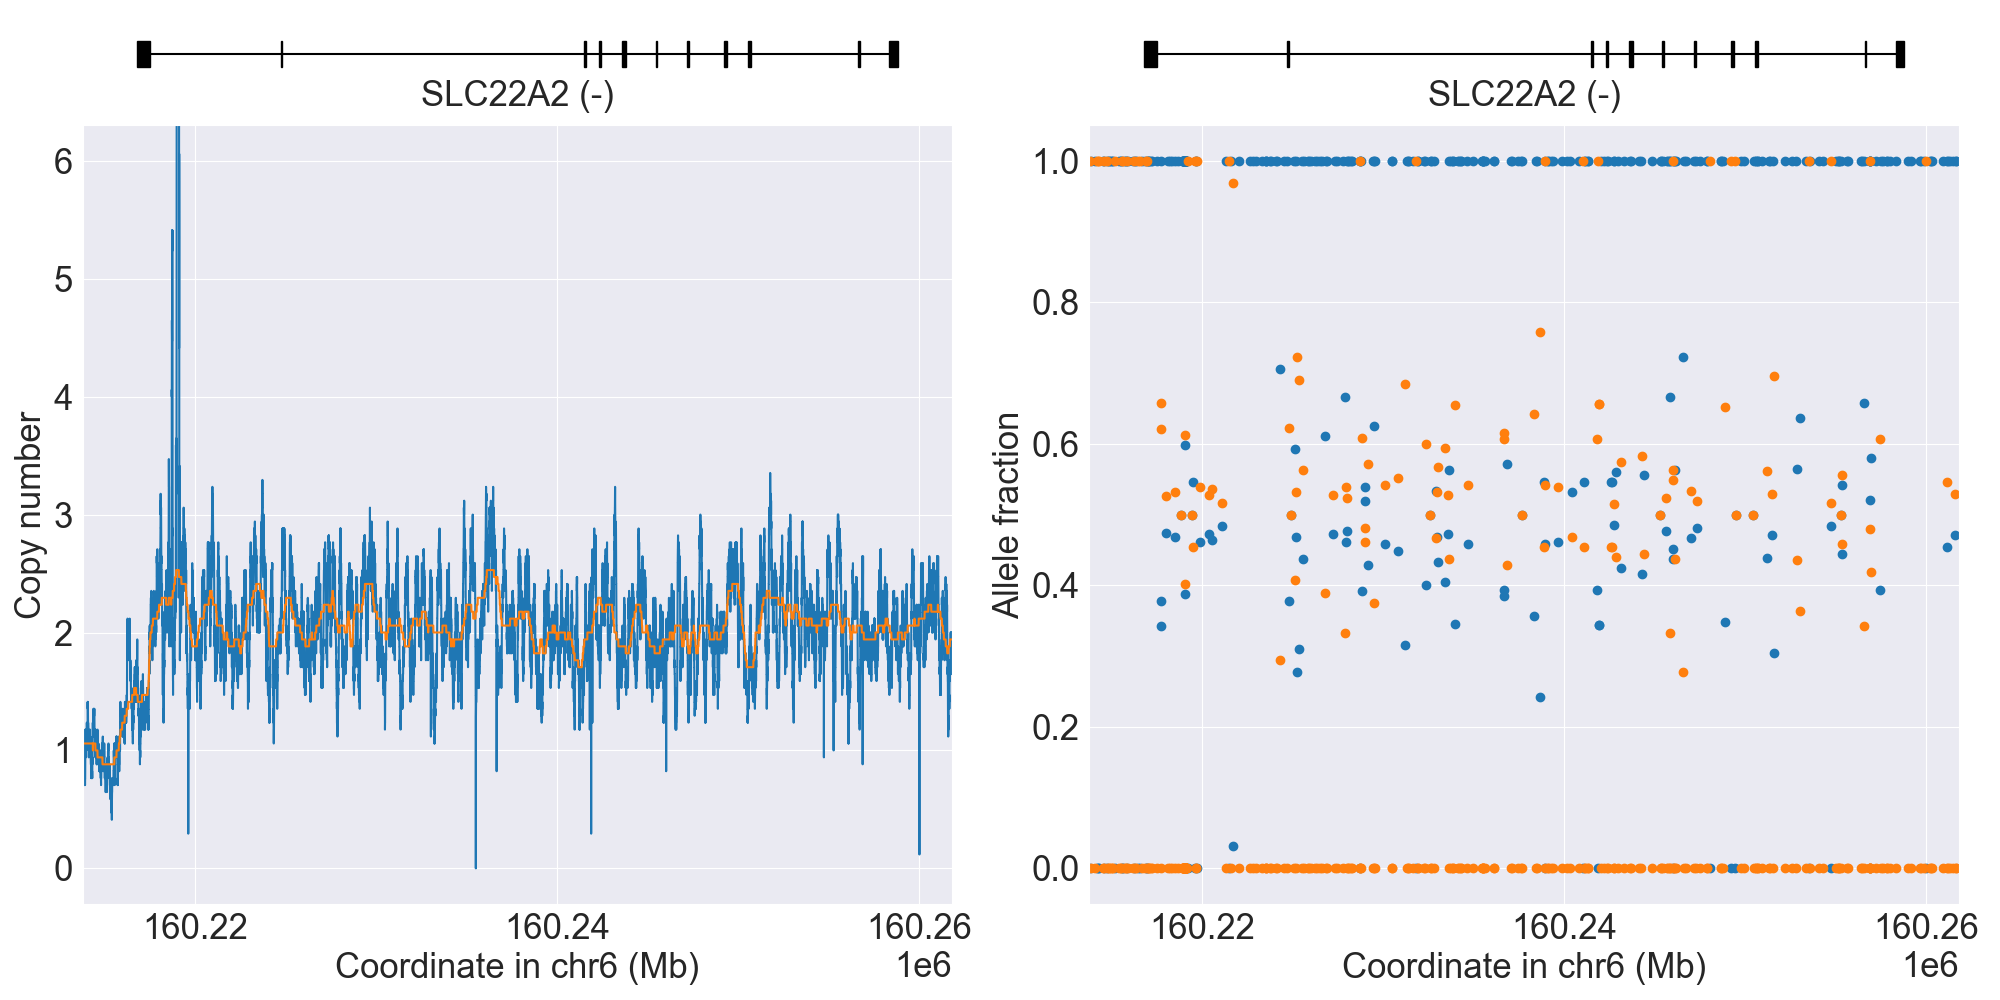 SLC22A2 (-)
6
5
4
3
2
1
0
Copy number
160.22
160.24
160.26
Coordinate in chr6 (Mb)
1e6
SLC22A2 (-)
1.0
0.8
0.6
0.4
0.2
0.0
Allele fraction
160.22
160.24
160.26
Coordinate in chr6 (Mb)
1e6